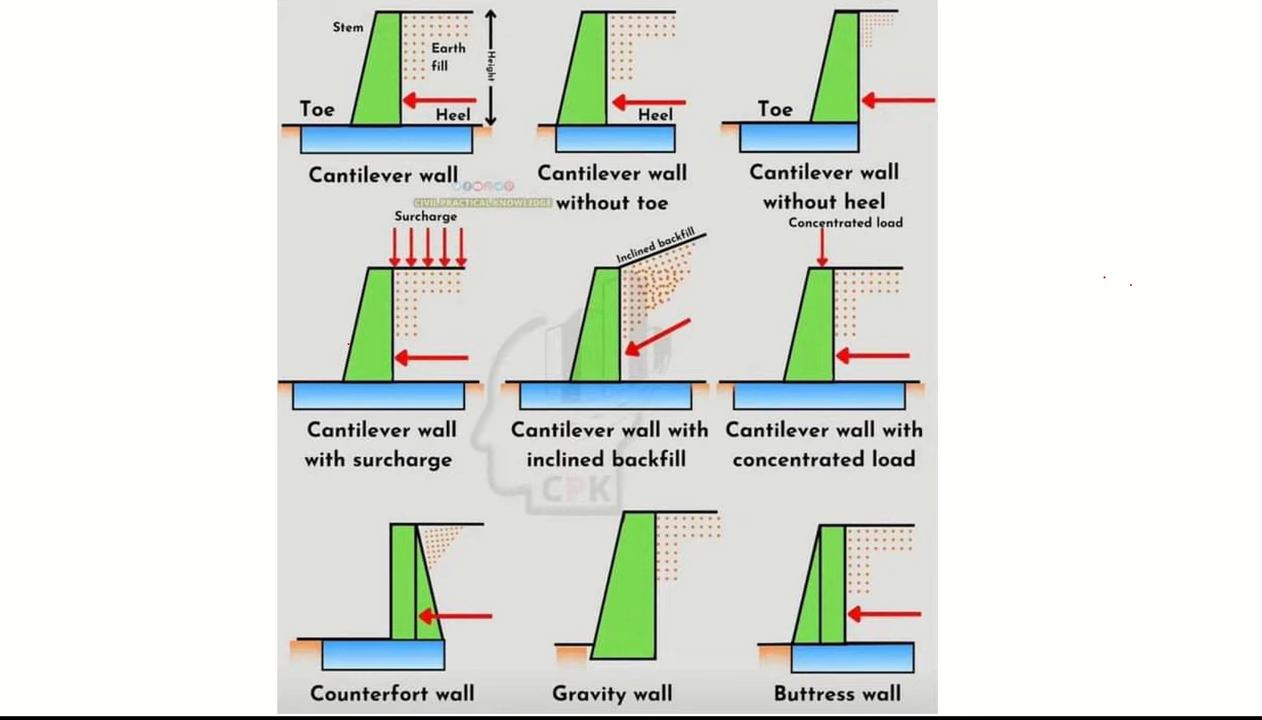 Stem
Earth
fill
Height
Toe
Heel
Cantilever wall
Heel
Cantilever wall
without toe
Toe
Cantilever wall
without heel
CIVIL PRACTICAL KNOWLEDGE
Surcharge
Cantilever wall
with surcharge
Inclined backfill
Cantilever wall with
inclined backfill
Concentrated load
Cantilever wall with
concentrated load
CPK
Counterfort wall
Gravity wall
Buttress wall